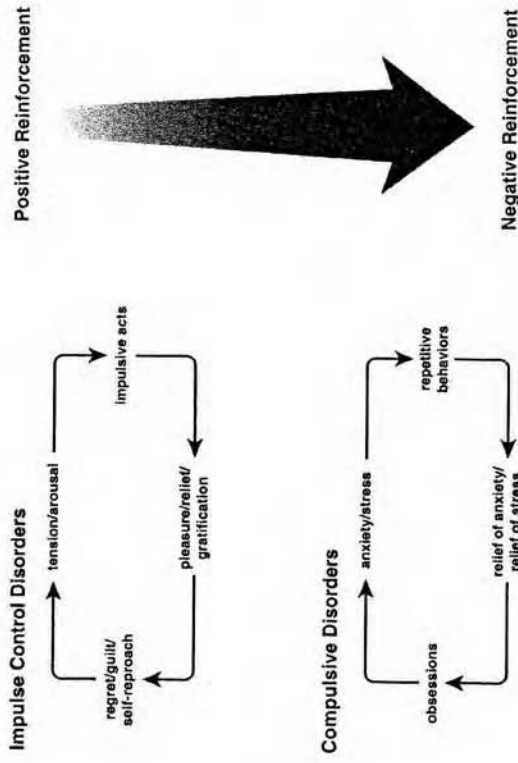 Impulse Control Disorders
tension/arousal
impulsive acts
pleasure/relief/
gratification
regret/guilt/
self-reproach
Compulsive Disorders
anxiety/stress
repetitive
behaviors
relief of anxiety/
relief of stress
obsessions
Positive Reinforcement
Negative Reinforcement